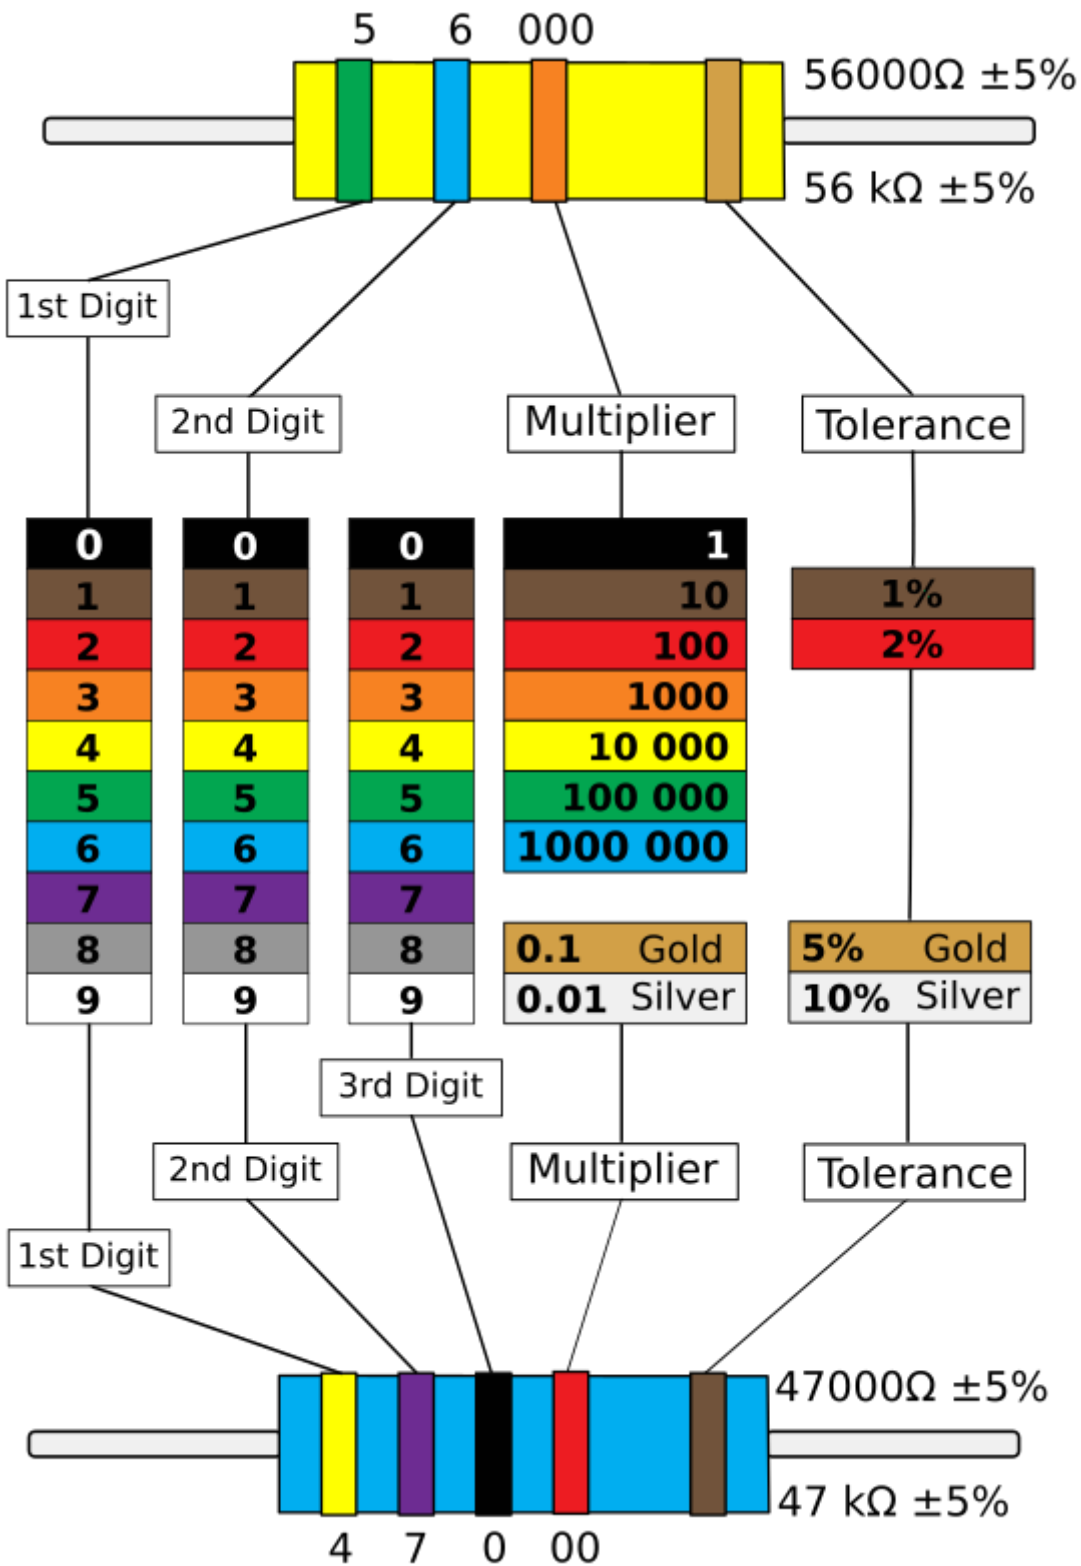 5 6 000
56000Ω ±5%
56 kΩ ±5%
1st Digit
2nd Digit
Multiplier
Tolerance
0 0 0 1
1 1 1 10 1%
2 2 2 100 2%
3 3 3 1000
4 4 4 10 000
5 5 5 100 000
6 6 6 1000 000
7 7 7
8 8 8 0.1 Gold 5% Gold
9 9 9 0.01 Silver 10% Silver
3rd Digit
2nd Digit
Multiplier
Tolerance
1st Digit
47000Ω ±5%
47 kΩ ±5%
4 7 0 00